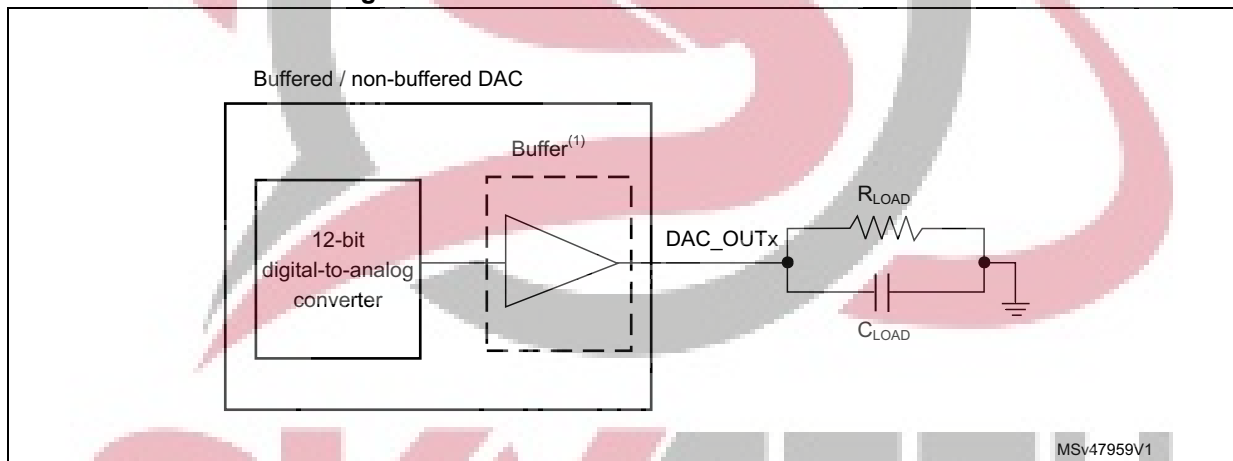 Buffered / non-buffered DAC
Buffer(1)
12-bit
digital-to-analog
converter
DAC_OUTx
RLOAD
CLOAD
MSv47959V1